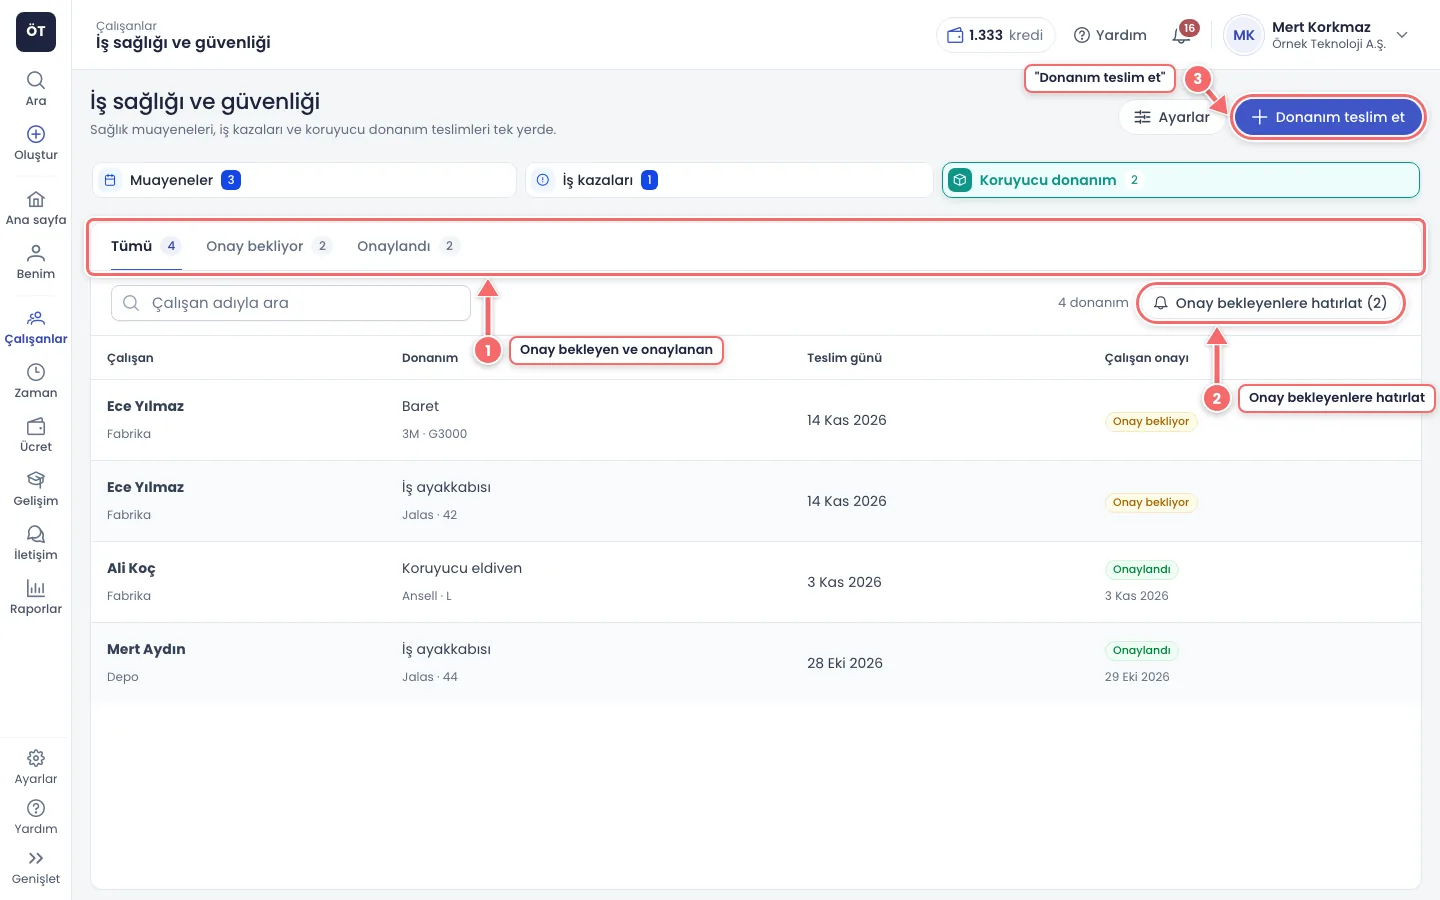 ÖT
Ara
Oluştur
Ana sayfa
Benim
Çalışanlar
Zaman
Ücret
Gelişim
İletişim
Raporlar
Ayarlar
Yardım
Genişlet
Çalışanlar
İş sağlığı ve güvenliği
1.333 kredi
Yardım
16
MK
Mert Korkmaz
Örnek Teknoloji A.Ş.
İş sağlığı ve güvenliği
Sağlık muayeneleri, iş kazaları ve koruyucu donanım teslimleri tek yerde.
"Donanım teslim et"
3
Ayarlar
Donanım teslim et
Muayeneler 3
İş kazaları 1
Koruyucu donanım 2
Tümü 4
Onay bekliyor 2
Onaylandı 2
Çalışan adıyla ara
4 donanım
Onay bekleyenlere hatırlat (2)
1
Onay bekleyen ve onaylanan
2
Onay bekleyenlere hatırlat
Çalışan Donanım Teslim günü Çalışan onayı
Ece Yılmaz Baret 14 Kas 2026 Onay bekliyor
Fabrika 3M · G3000
Ece Yılmaz İş ayakkabısı 14 Kas 2026 Onay bekliyor
Fabrika Jalas · 42
Ali Koç Koruyucu eldiven 3 Kas 2026 Onaylandı
Fabrika Ansell · L 3 Kas 2026
Mert Aydın İş ayakkabısı 28 Eki 2026 Onaylandı
Depo Jalas · 44 29 Eki 2026